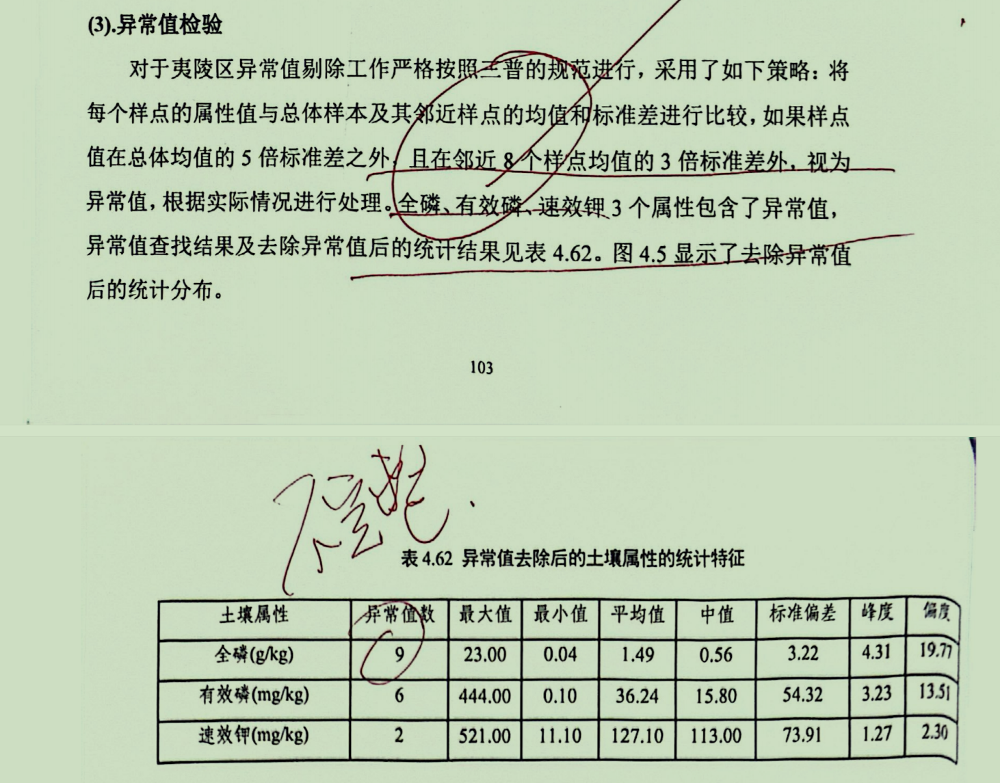 (3).异常值检验
对于夷陵区异常值剔除工作严格按照三普的规范进行，采用了如下策略：将
每个样点的属性值与总体样本及其邻近样点的均值和标准差进行比较，如果样点
值在总体均值的 5 倍标准差之外，且在邻近 8 个样点均值的 3 倍标准差外，视为
异常值，根据实际情况进行处理。全磷、有效磷、速效钾 3 个属性包含了异常值，
异常值查找结果及去除异常值后的统计结果见表 4.62。图 4.5 显示了去除异常值
后的统计分布。
103
表 4.62 异常值去除后的土壤属性的统计特征
土壤属性 异常值数 最大值 最小值 平均值 中值 标准偏差 峰度 偏度
全磷(g/kg) 9 23.00 0.04 1.49 0.56 3.22 4.31 19.77
有效磷(mg/kg) 6 444.00 0.10 36.24 15.80 54.32 3.23 13.51
速效钾(mg/kg) 2 521.00 11.10 127.10 113.00 73.91 1.27 2.30